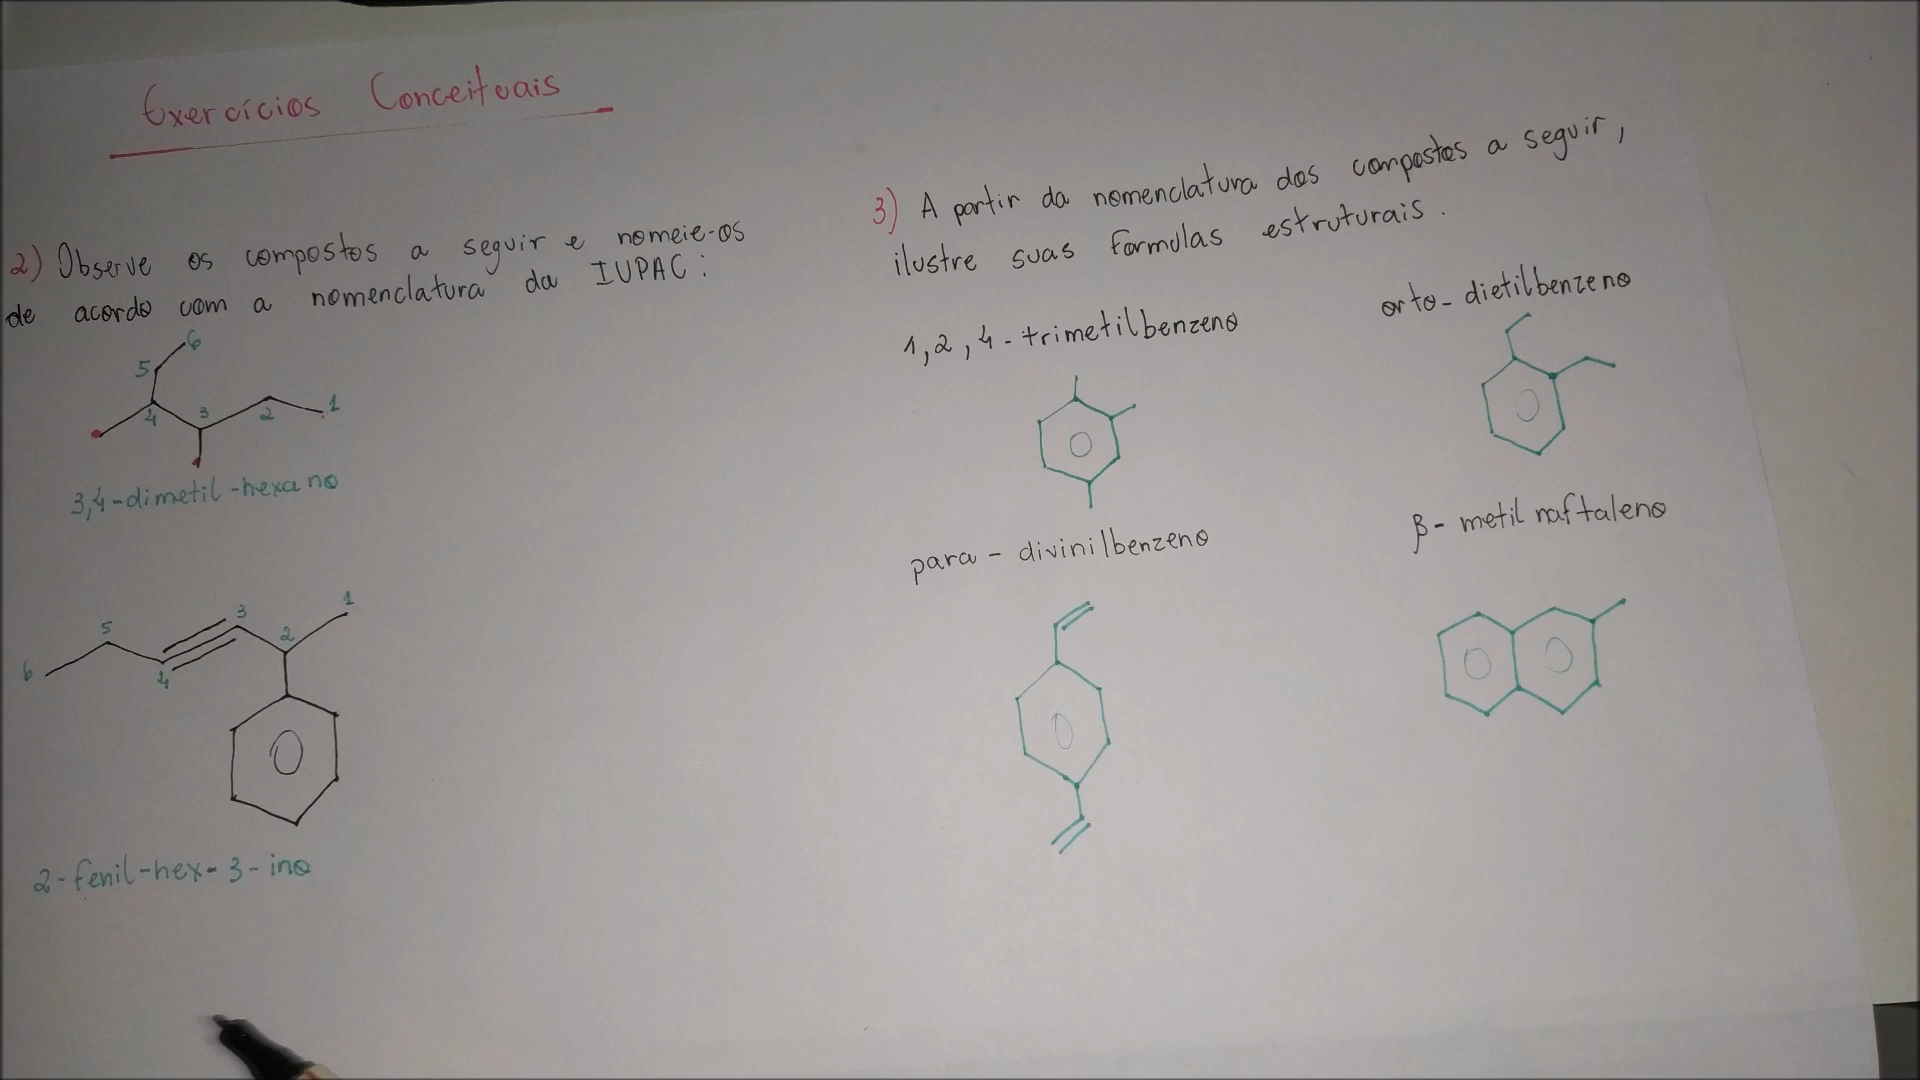 Exercícios Conceituais
2) Observe os compostos a seguir e nomeie-os
de acordo com a nomenclatura da IUPAC:
6
5
4 3 2 1
3,4-dimetil-hexano
6 5 4 3 2 1
2-fenil-hex-3-ino
3) A partir da nomenclatura dos compostos a seguir,
ilustre suas fórmulas estruturais.
1,2,4-trimetilbenzeno
orto-dietilbenzeno
para-divinilbenzeno
β-metil naftaleno